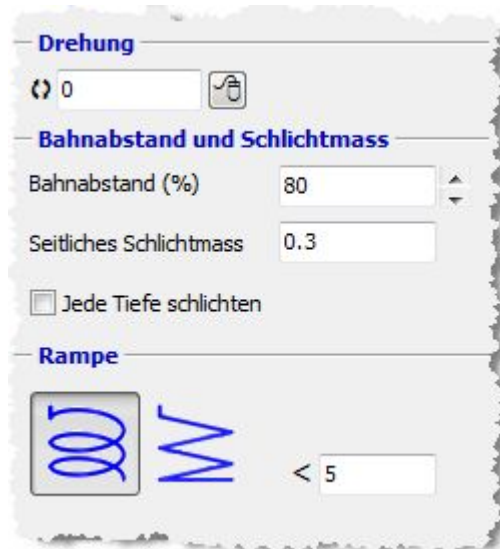 Drehung
0
Bahnabstand und Schlichtmass
Bahnabstand (%) 80
Seitliches Schlichtmass 0.3
Jede Tiefe schlichten
Rampe
< 5